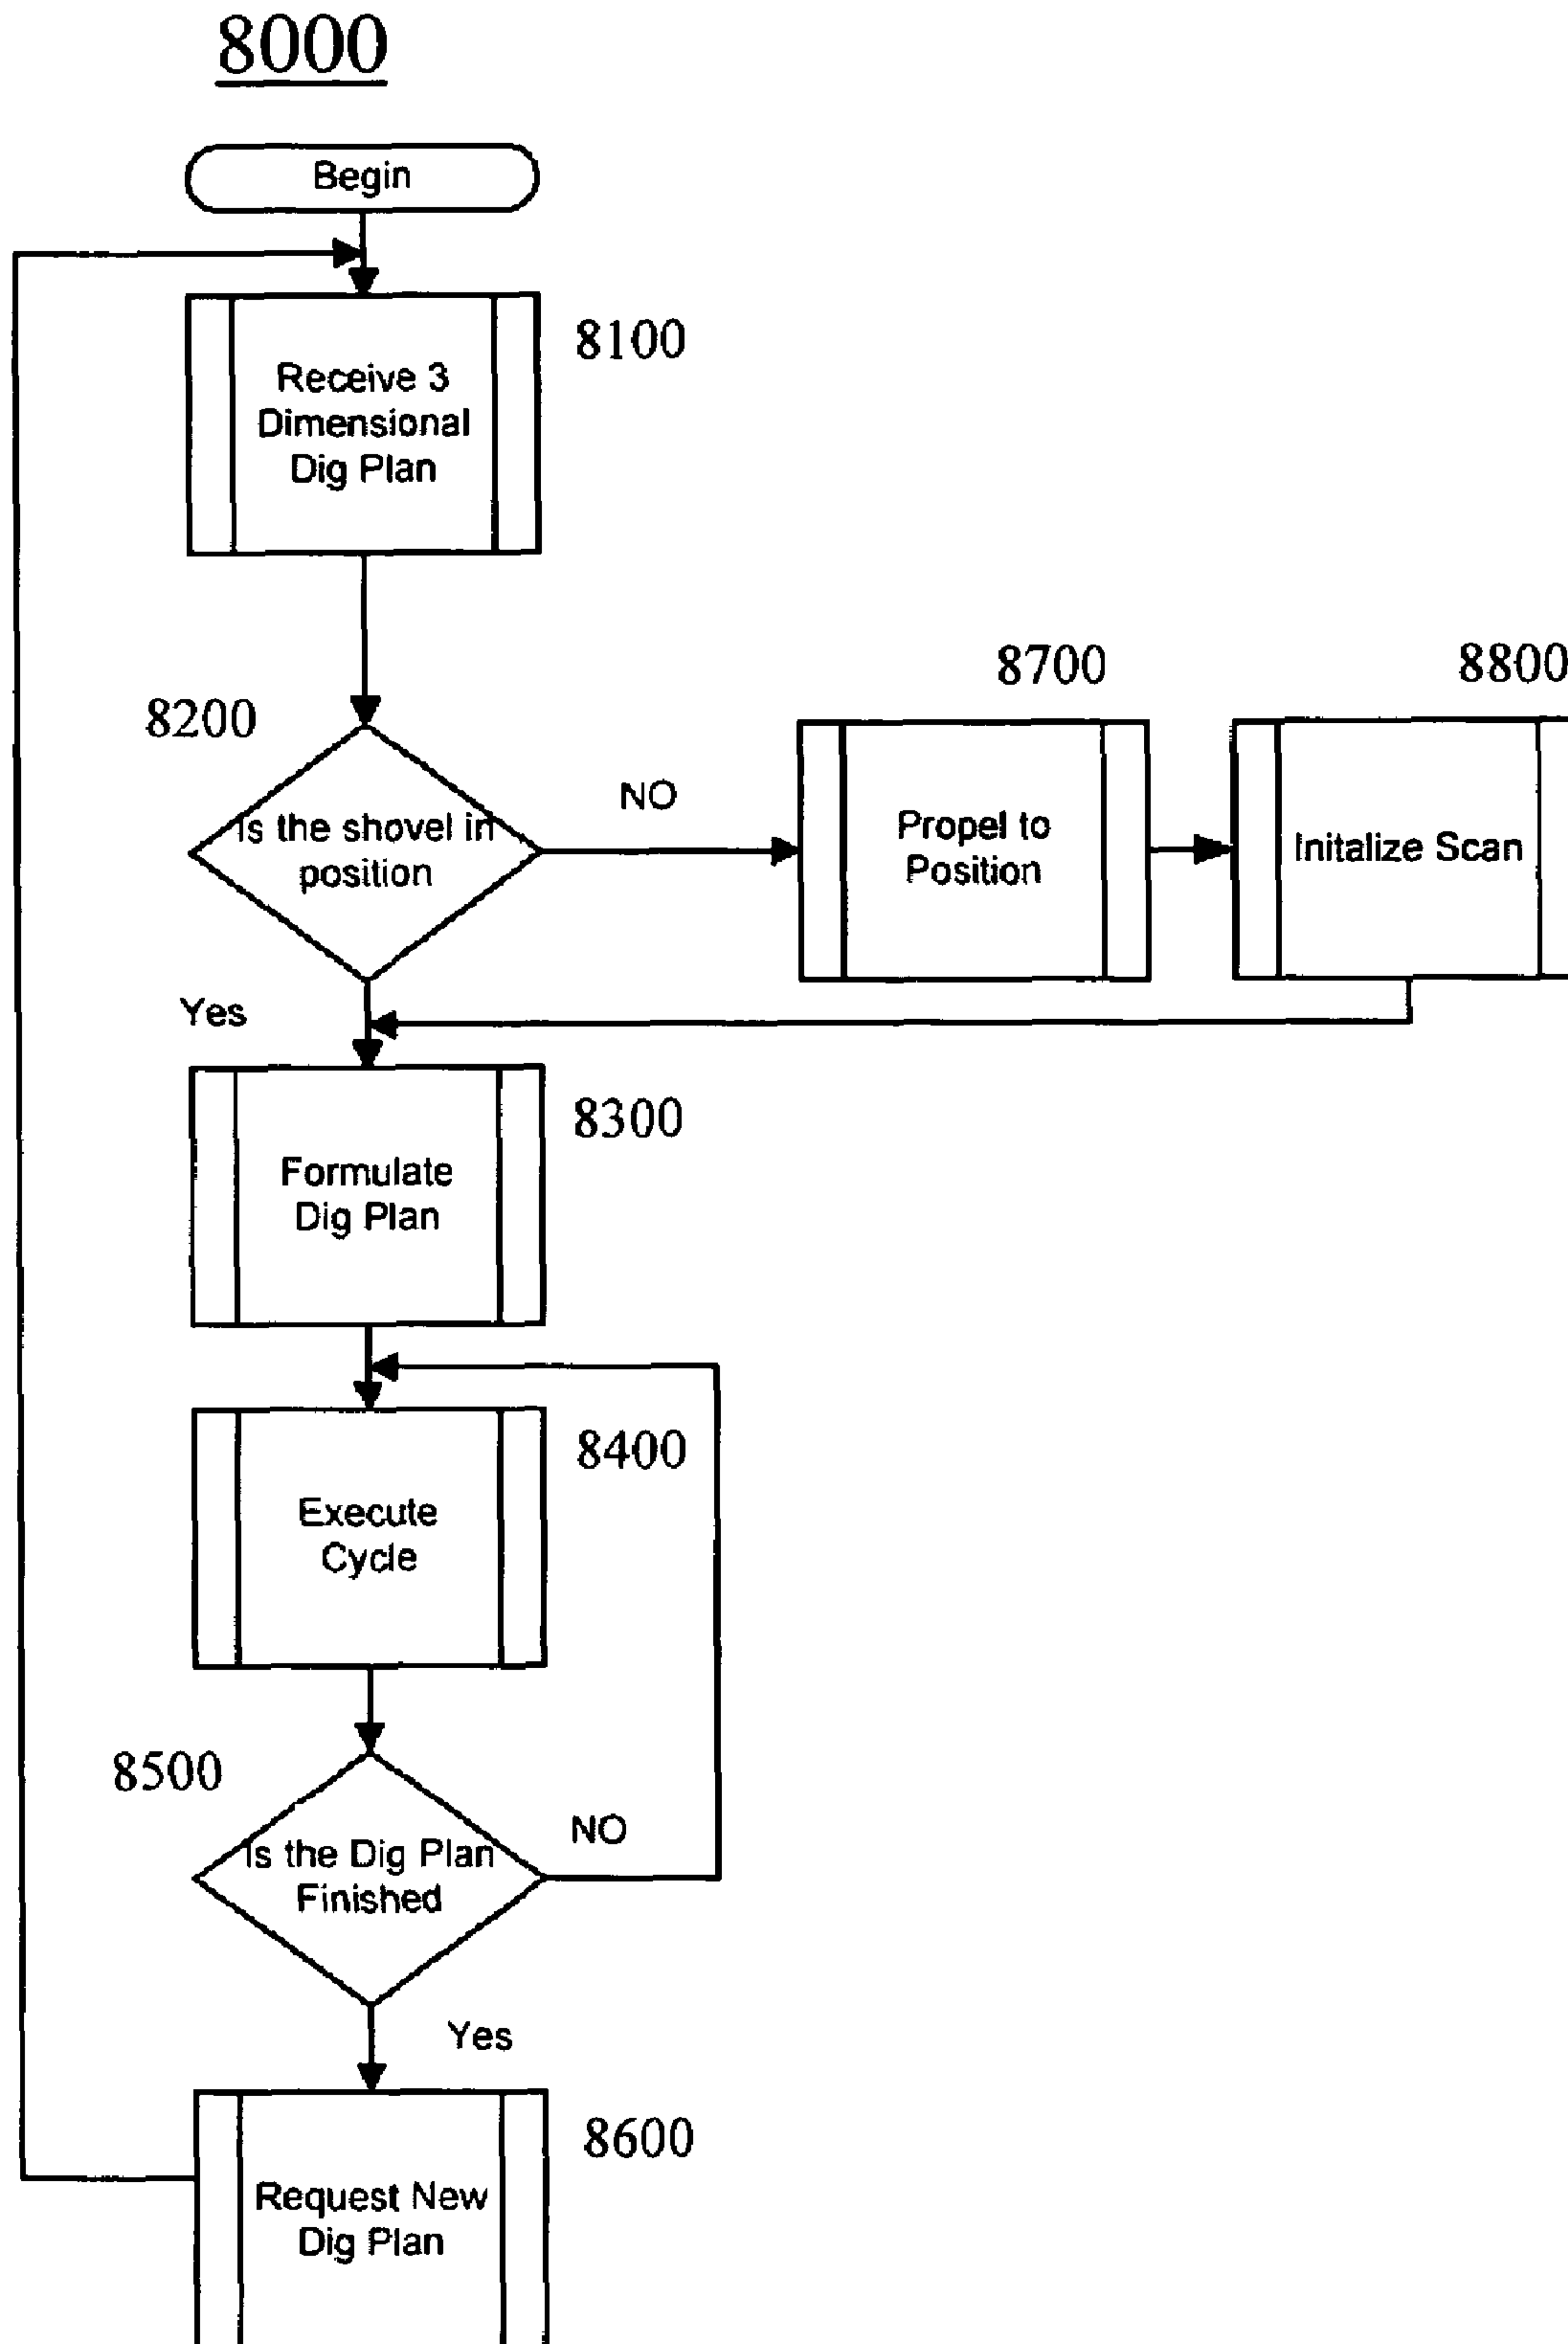 8000
Begin
8100
Receive 3
Dimensional
Dig Plan
8200
Is the shovel in
position
NO
8700
Propel to
Position
8800
Initalize Scan
Yes
8300
Formulate
Dig Plan
8400
Execute
Cycle
8500
Is the Dig Plan
Finished
NO
Yes
8600
Request New
Dig Plan